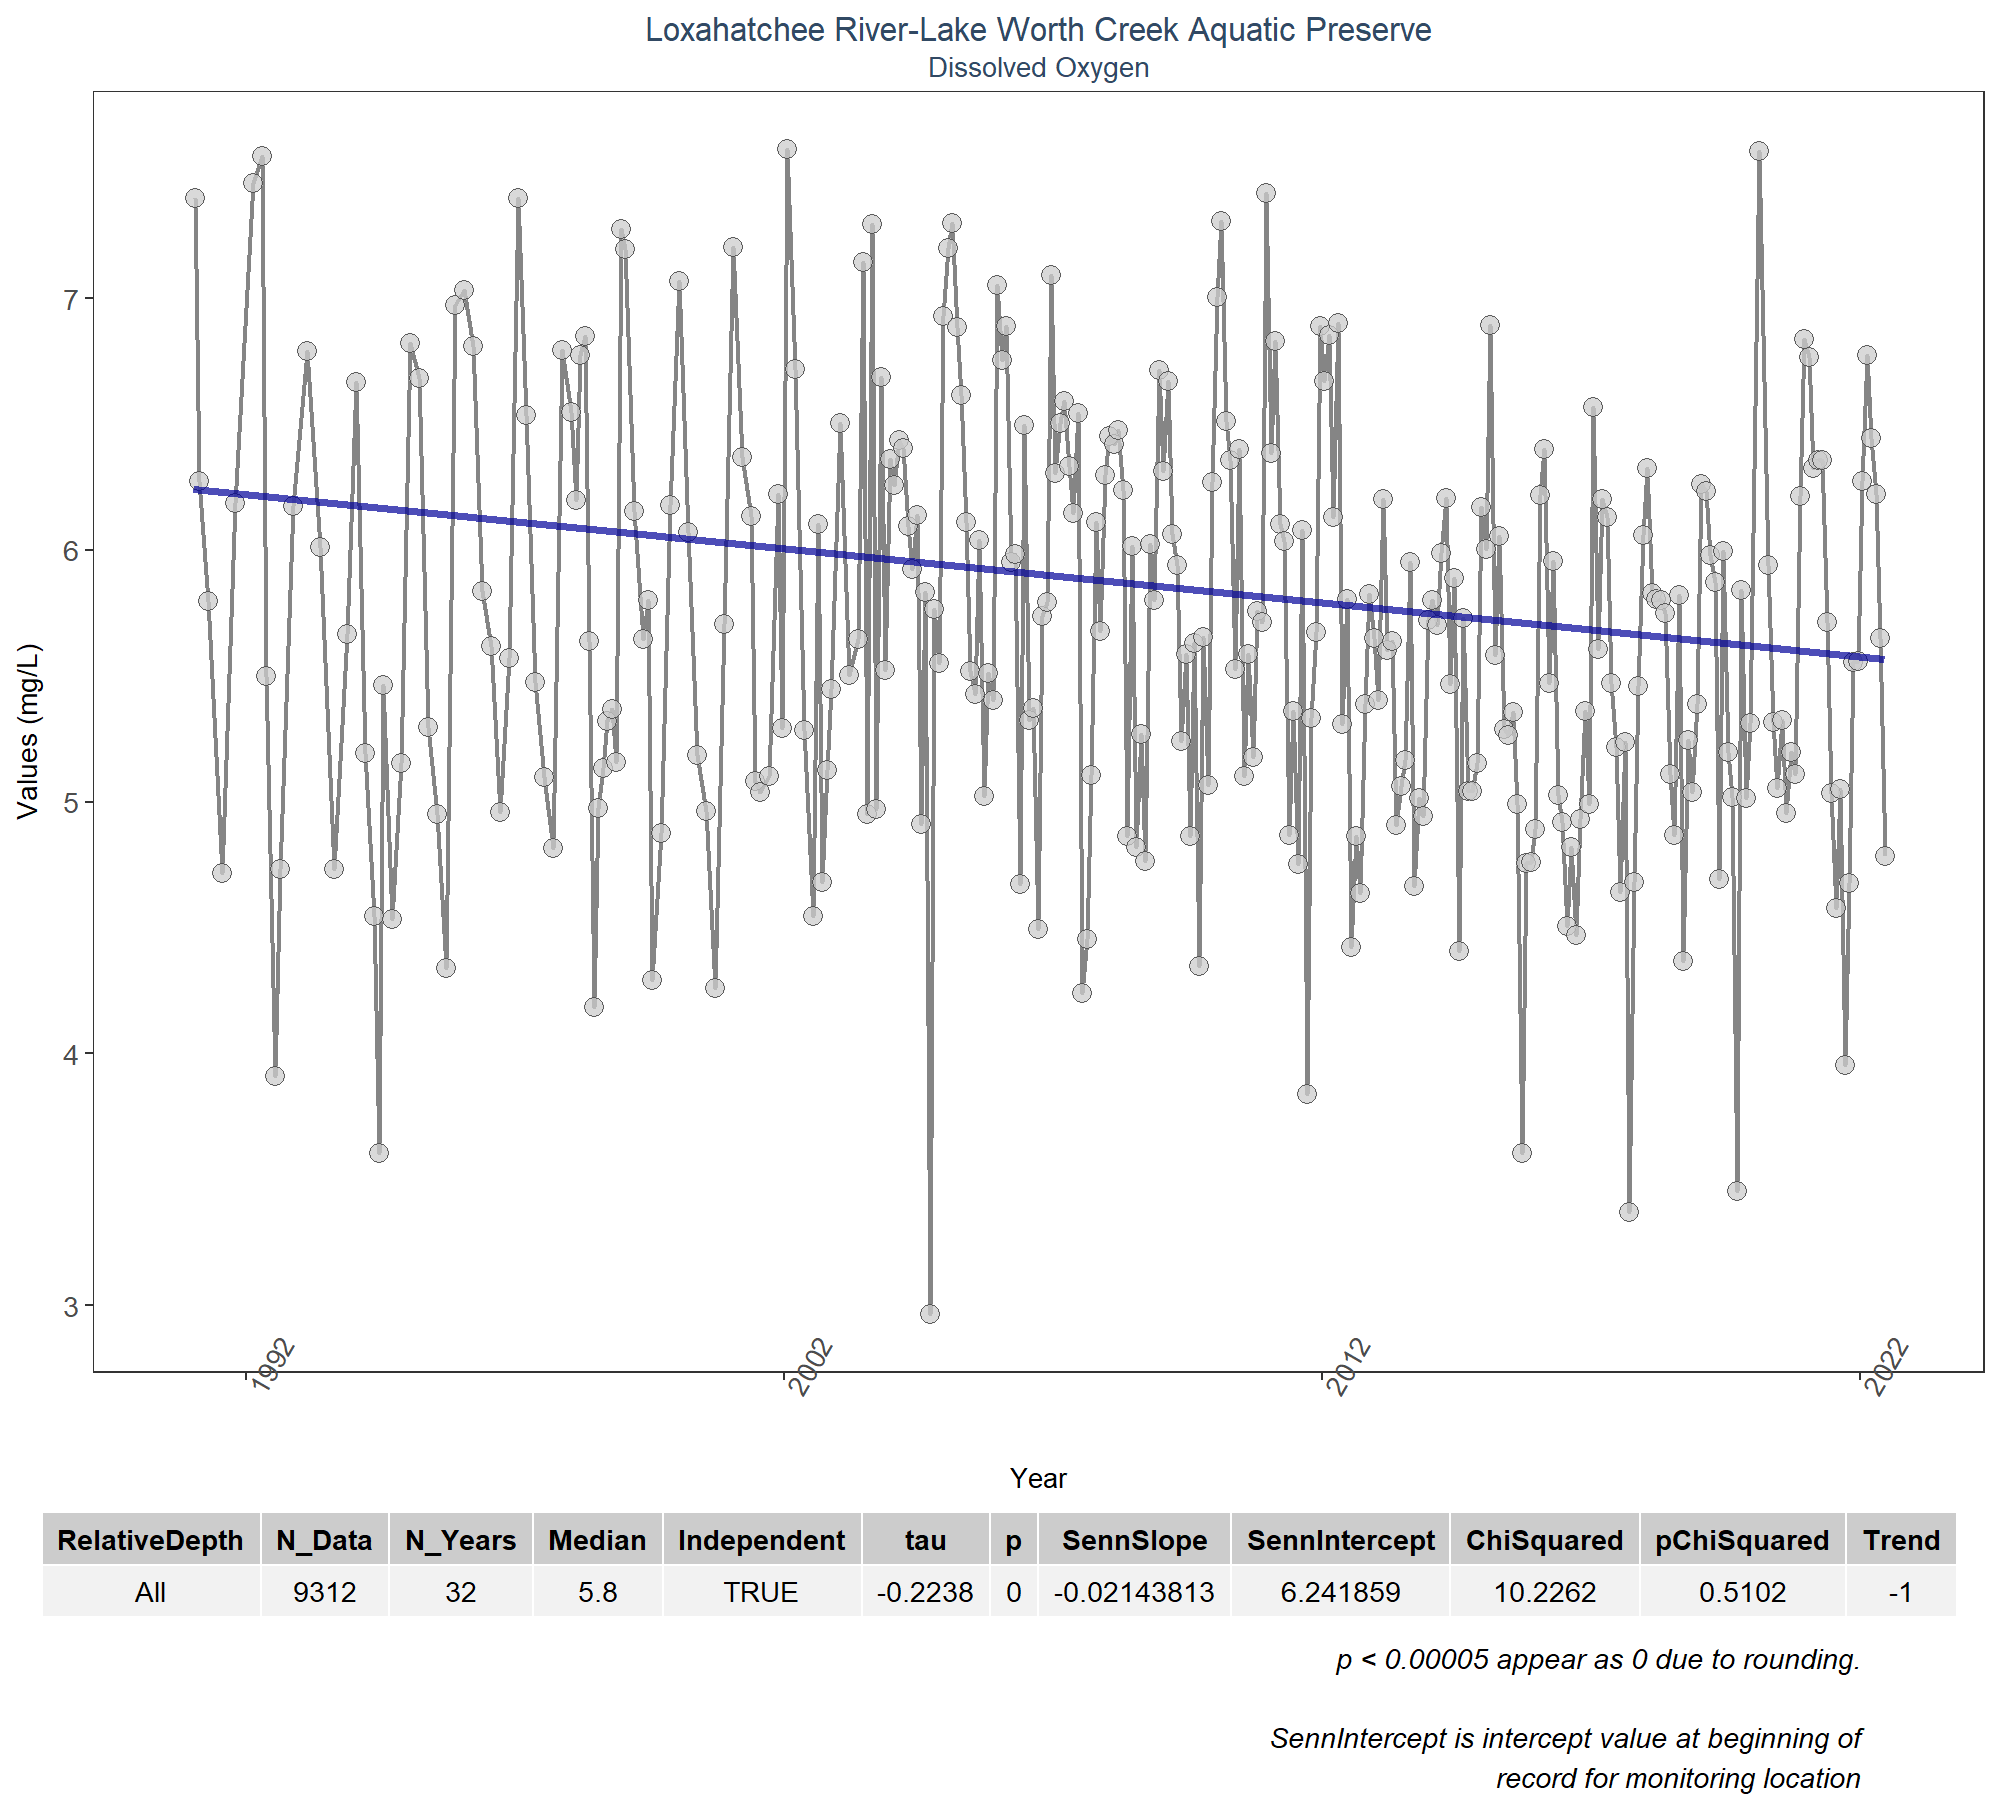 Loxahatchee River-Lake Worth Creek Aquatic Preserve
Dissolved Oxygen
Values (mg/L)
7
6
5
4
3
1992
2002
2012
2022
Year
RelativeDepth N_Data N_Years Median Independent tau p SennSlope SennIntercept ChiSquared pChiSquared Trend
All 9312 32 5.8 TRUE -0.2238 0 -0.02143813 6.241859 10.2262 0.5102 -1
p < 0.00005 appear as 0 due to rounding.
SennIntercept is intercept value at beginning of
record for monitoring location